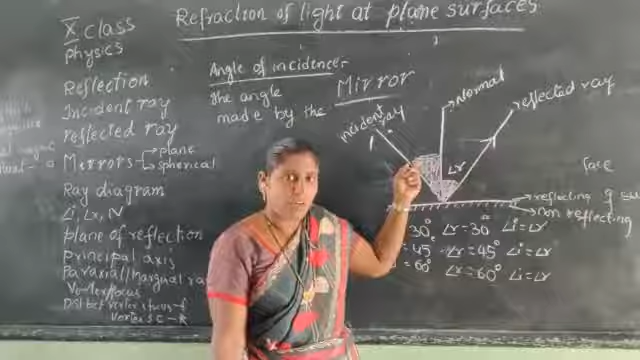 X class
Physics
Refraction of light at plane surfaces
Reflection
Incident ray
reflected ray
Mirrors
plane
spherical
Ray diagram
∠i, ∠r, N
plane of reflection
Principal axis
Paraxial/Marginal ra
Vertex
Angle of incidence:-
The angle
made by the
Mirror
incident ray
normal
reflected ray
∠r
face
reflecting
non reflecting
30° ∠r=30° ∠i=∠r
= 45 ∠r=45° ∠i=∠r
= 60° ∠r=60° ∠i=∠r